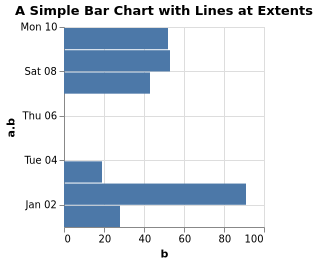 A Simple Bar Chart with Lines at Extents
Mon 10
Sat 08
Thu 06
Tue 04
Jan 02
a.b
0 20 40 60 80 100
b